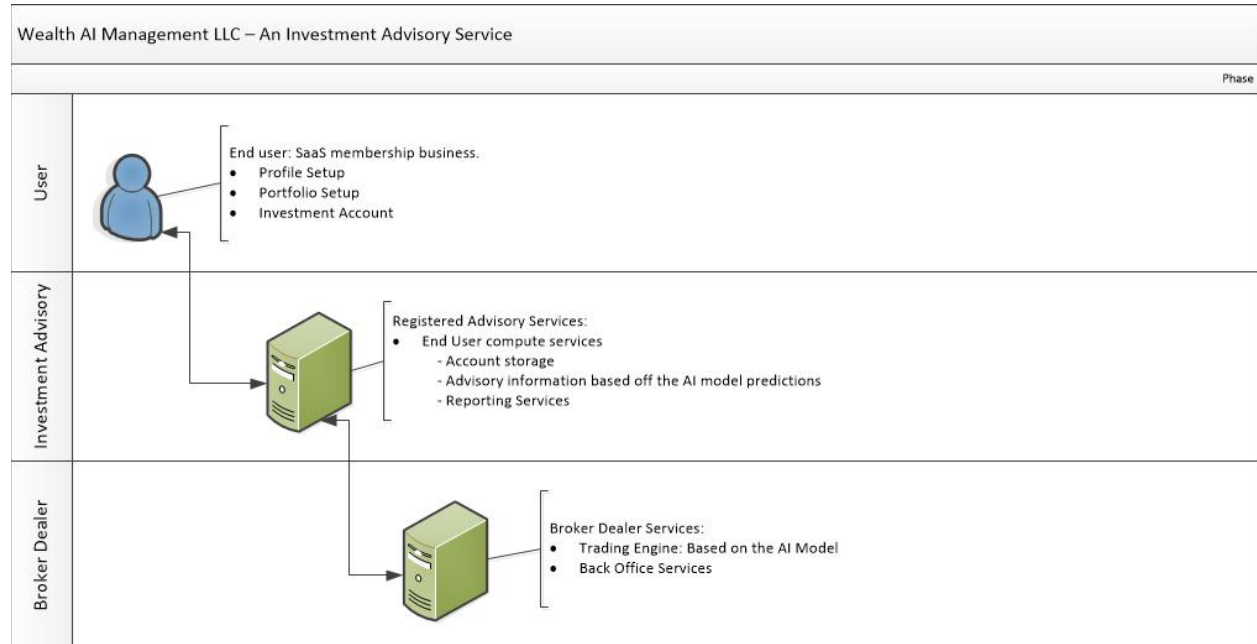 Wealth AI Management LLC – An Investment Advisory Service
Phase
User
End user: SaaS membership business.
• Profile Setup
• Portfolio Setup
• Investment Account
Investment Advisory
Registered Advisory Services:
• End User compute services
- Account storage
- Advisory information based off the AI model predictions
- Reporting Services
Broker Dealer
Broker Dealer Services:
• Trading Engine: Based on the AI Model
• Back Office Services